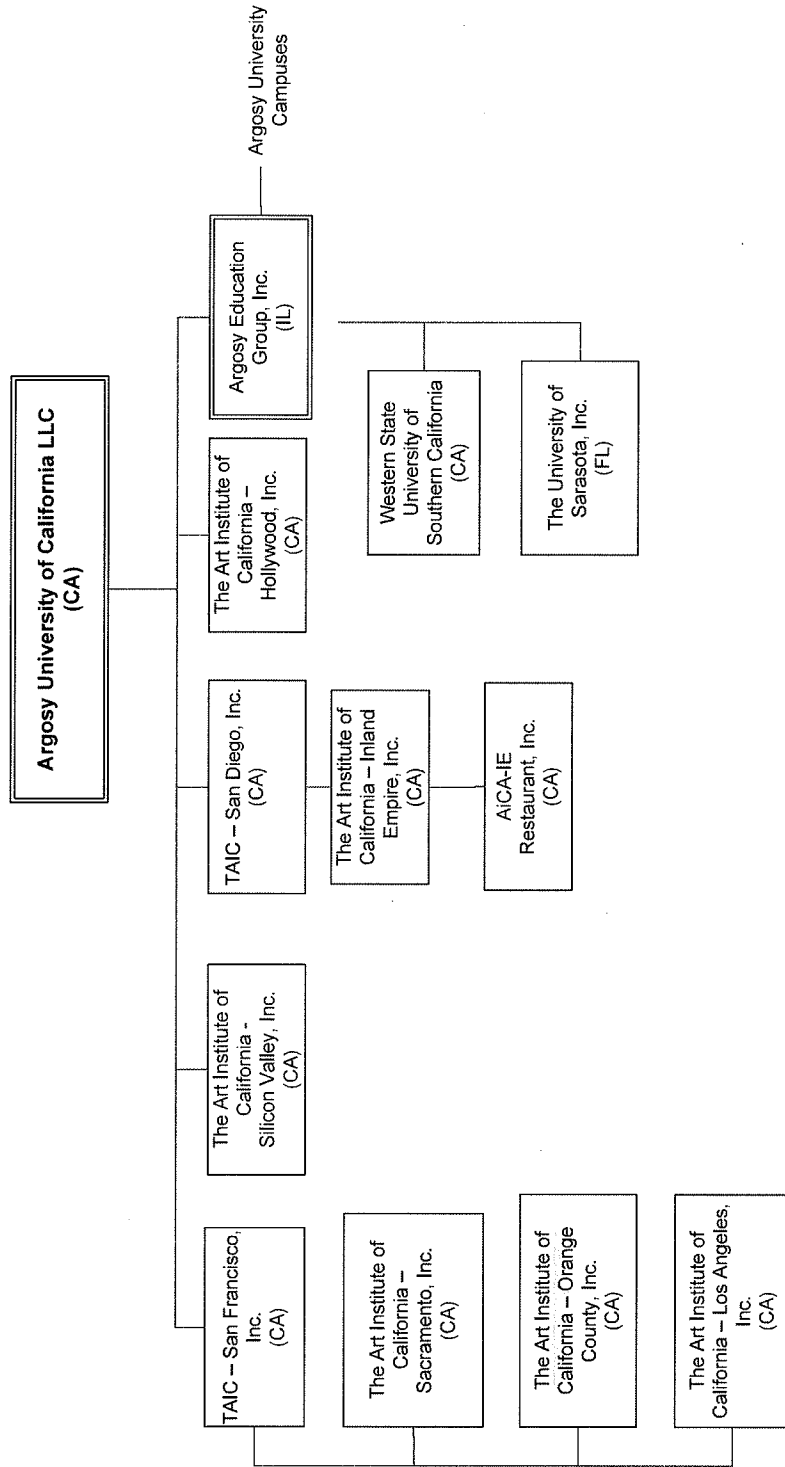 Argosy University of California LLC
(CA)
TAIC – San Francisco,
Inc.
(CA)
The Art Institute of
California –
Sacramento, Inc.
(CA)
The Art Institute of
California – Orange
County, Inc.
(CA)
The Art Institute of
California – Los Angeles,
Inc.
(CA)
The Art Institute of
California -
Silicon Valley, Inc.
(CA)
TAIC – San Diego, Inc.
(CA)
The Art Institute of
California – Inland
Empire, Inc.
(CA)
AiCA-IE
Restaurant, Inc.
(CA)
The Art Institute of
California –
Hollywood, Inc.
(CA)
Argosy Education
Group, Inc.
(IL)
Argosy University
Campuses
Western State
University of
Southern California
(CA)
The University of
Sarasota, Inc.
(FL)